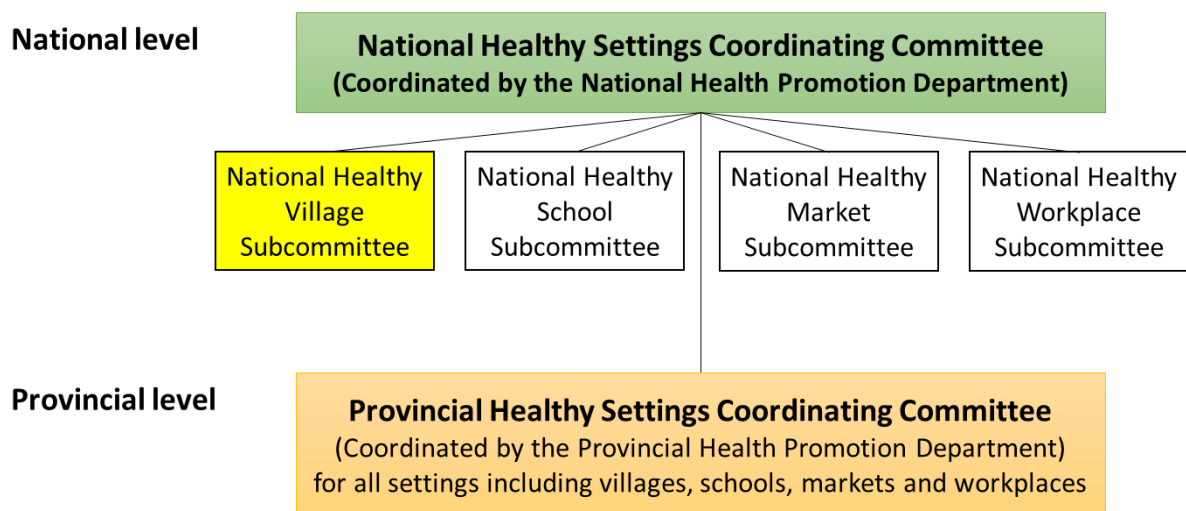 National level
National Healthy Settings Coordinating Committee
(Coordinated by the National Health Promotion Department)
National Healthy
Village
Subcommittee
National Healthy
School
Subcommittee
National Healthy
Market
Subcommittee
National Healthy
Workplace
Subcommittee
Provincial level
Provincial Healthy Settings Coordinating Committee
(Coordinated by the Provincial Health Promotion Department)
for all settings including villages, schools, markets and workplaces